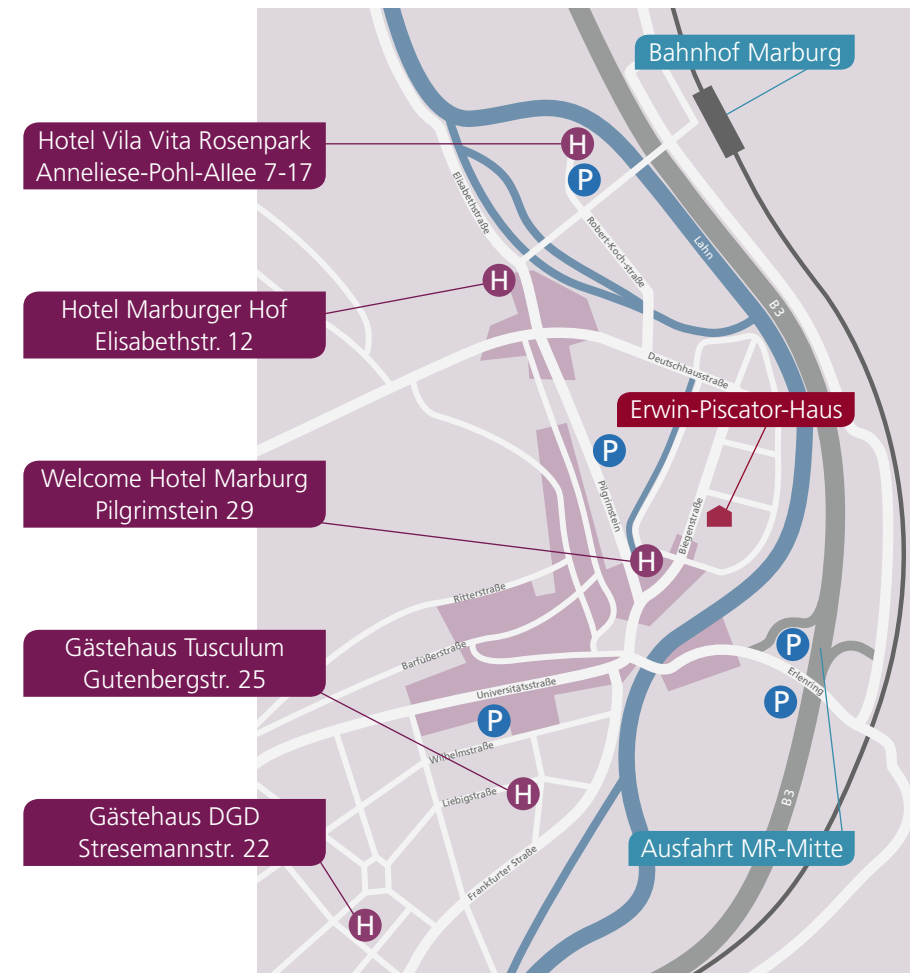 Bahnhof Marburg
Hotel Vila Vita Rosenpark
Anneliese-Pohl-Allee 7-17
H
P
Elisabethstraße
Robert-Koch-straße
Lahn
B3
Hotel Marburger Hof
Elisabethstr. 12
H
Deutschhausstraße
Erwin-Piscator-Haus
P
Welcome Hotel Marburg
Pilgrimstein 29
Pilgrimstein
Biegenstraße
H
Ritterstraße
Gästehaus Tusculum
Gutenbergstr. 25
Barfüßerstraße
Universitätsstraße
P
Erlenring
P
P
Wilhelmstraße
Liebigstraße
H
B3
Gästehaus DGD
Stresemannstr. 22
Frankfurter Straße
Ausfahrt MR-Mitte
H